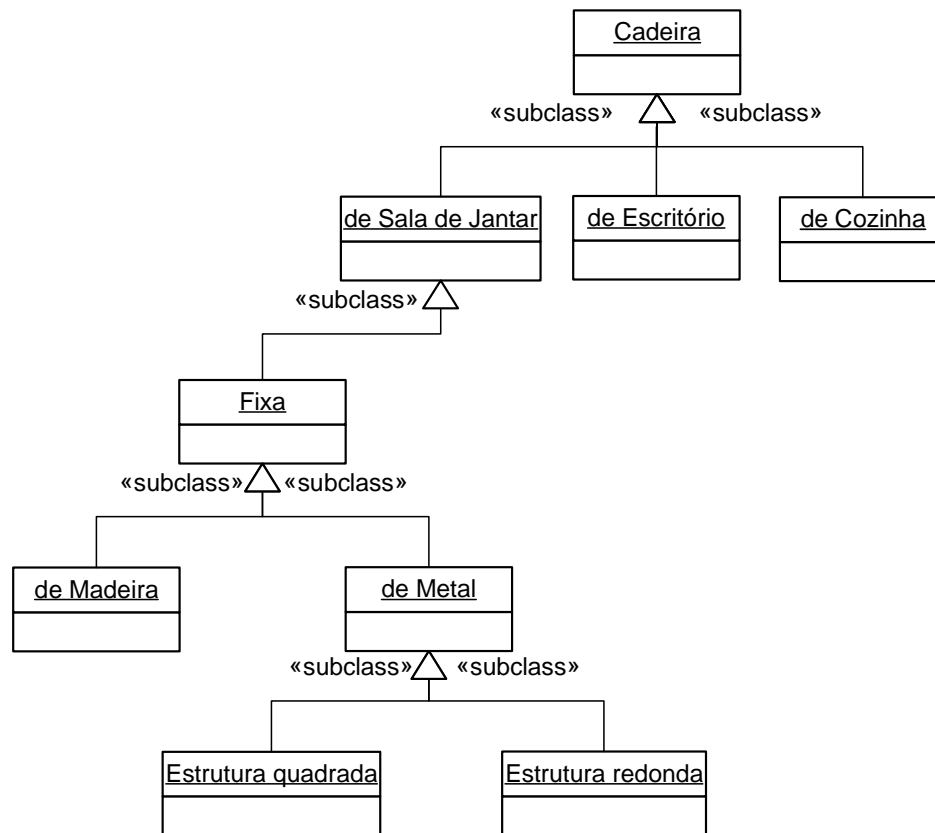 Cadeira
«subclass» «subclass»
de Sala de Jantar
de Escritório
de Cozinha
«subclass»
Fixa
«subclass» «subclass»
de Madeira
de Metal
«subclass» «subclass»
Estrutura quadrada
Estrutura redonda